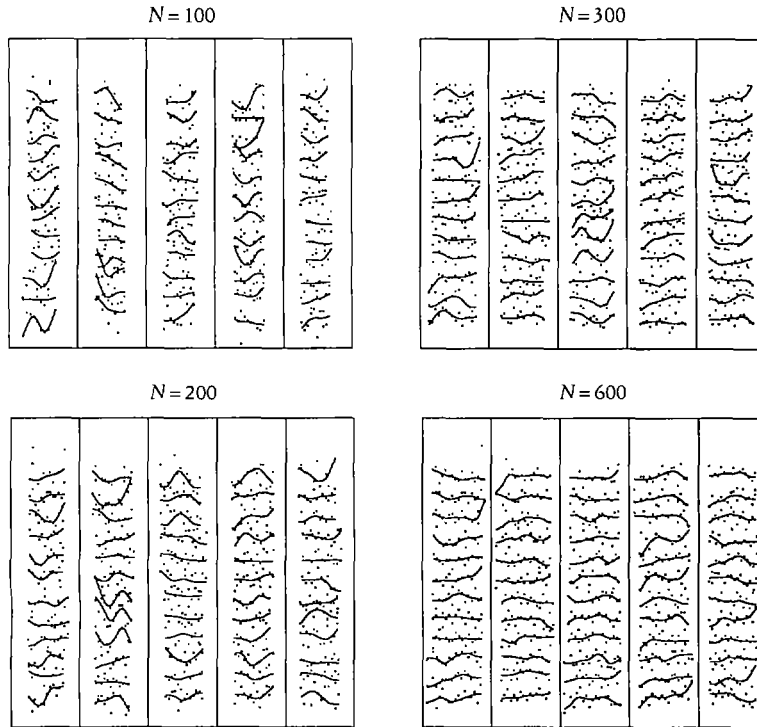 N = 100
N = 300
N = 200
N = 600